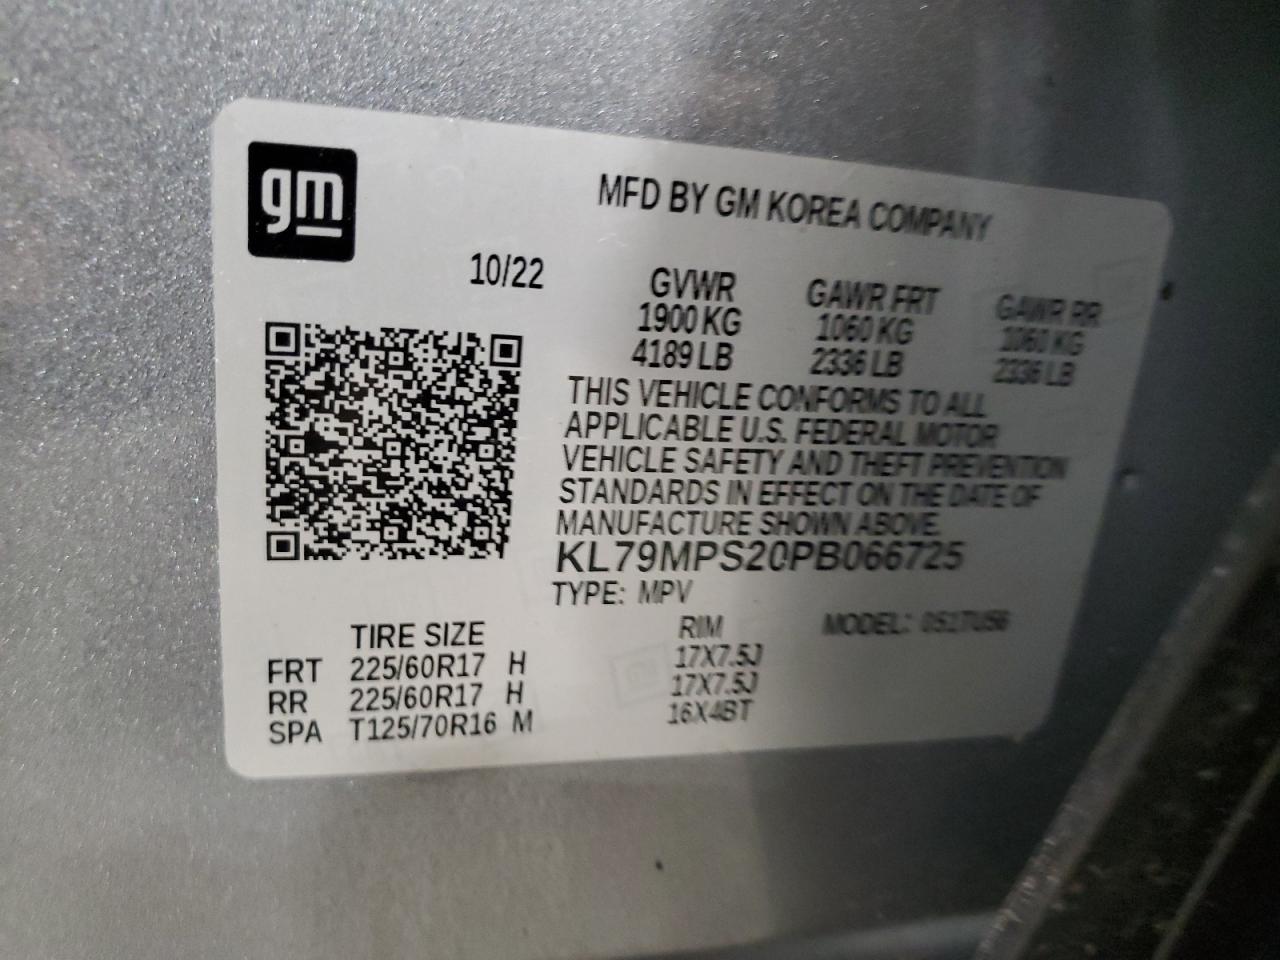 gm
MFD BY GM KOREA COMPANY
10/22
GVWR GAWR FRT GAWR RR
1900 KG 1060 KG 1060 KG
4189 LB 2336 LB 2336 LB
THIS VEHICLE CONFORMS TO ALL
APPLICABLE U.S. FEDERAL MOTOR
VEHICLE SAFETY AND THEFT PREVENTION
STANDARDS IN EFFECT ON THE DATE OF
MANUFACTURE SHOWN ABOVE.
KL79MPS20PB066725
TYPE: MPV
MODEL: 0S1TU56
TIRE SIZE RIM
FRT 225/60R17 H 17X7.5J
RR 225/60R17 H 17X7.5J
SPA T125/70R16 M 16X4BT